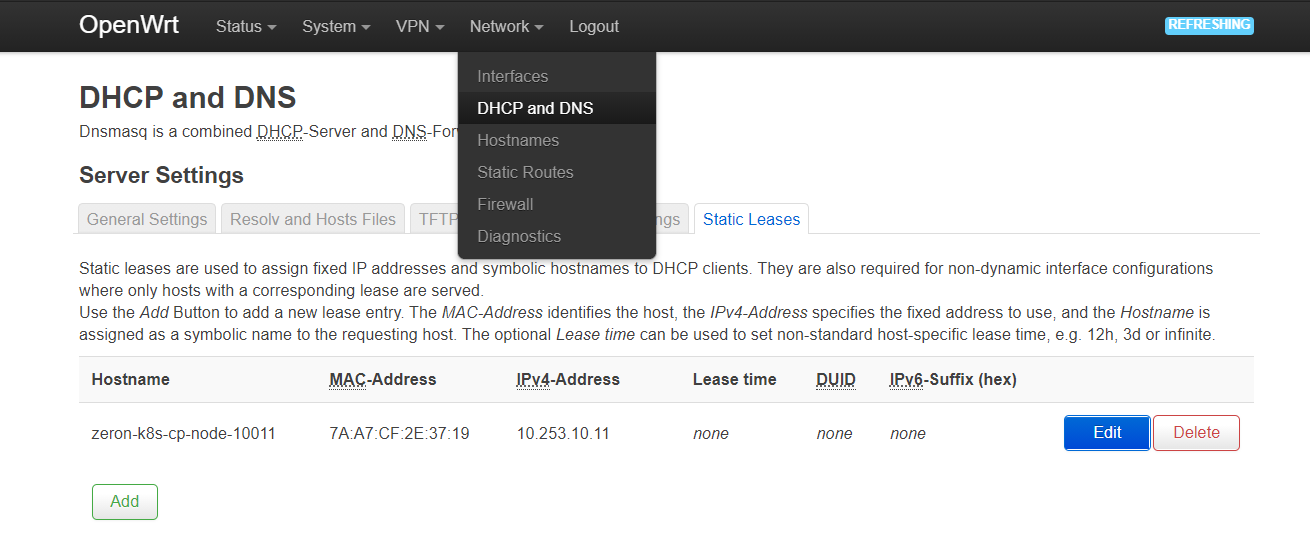 OpenWrt Status System VPN Network Logout REFRESHING
Interfaces
DHCP and DNS
Hostnames
Static Routes
Firewall
Diagnostics
DHCP and DNS
Dnsmasq is a combined DHCP-Server and DNS-For
Server Settings
General Settings Resolv and Hosts Files TFTP ngs Static Leases
Static leases are used to assign fixed IP addresses and symbolic hostnames to DHCP clients. They are also required for non-dynamic interface configurations
where only hosts with a corresponding lease are served.
Use the Add Button to add a new lease entry. The MAC-Address identifies the host, the IPv4-Address specifies the fixed address to use, and the Hostname is
assigned as a symbolic name to the requesting host. The optional Lease time can be used to set non-standard host-specific lease time, e.g. 12h, 3d or infinite.
Hostname MAC-Address IPv4-Address Lease time DUID IPv6-Suffix (hex)
zeron-k8s-cp-node-10011 7A:A7:CF:2E:37:19 10.253.10.11 none none none Edit Delete
Add